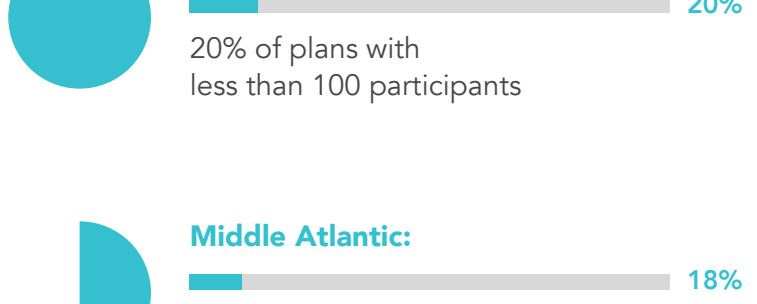 20%
20% of plans with
less than 100 participants
Middle Atlantic:
18%